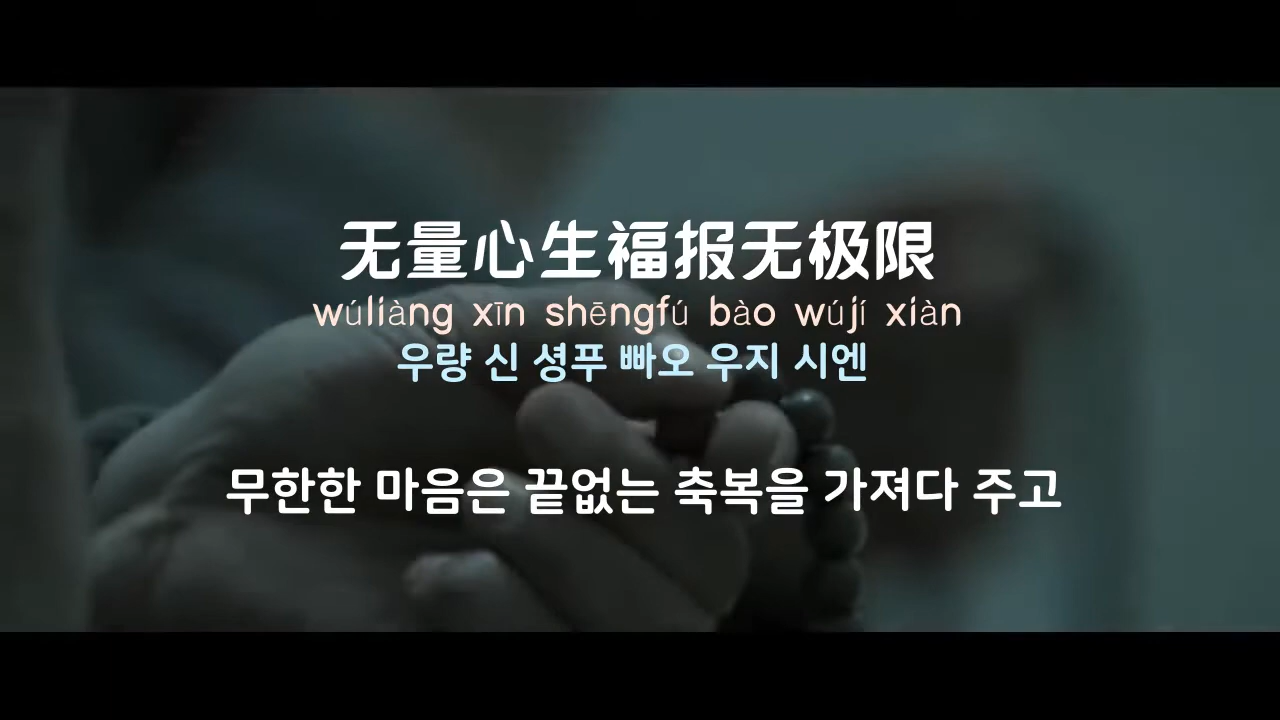 无量心生福报无极限
wúliàng xīn shēngfú bào wújí xiàn
우량 신 셩푸 빠오 우지 시엔
무한한 마음은 끝없는 축복을 가져다 주고